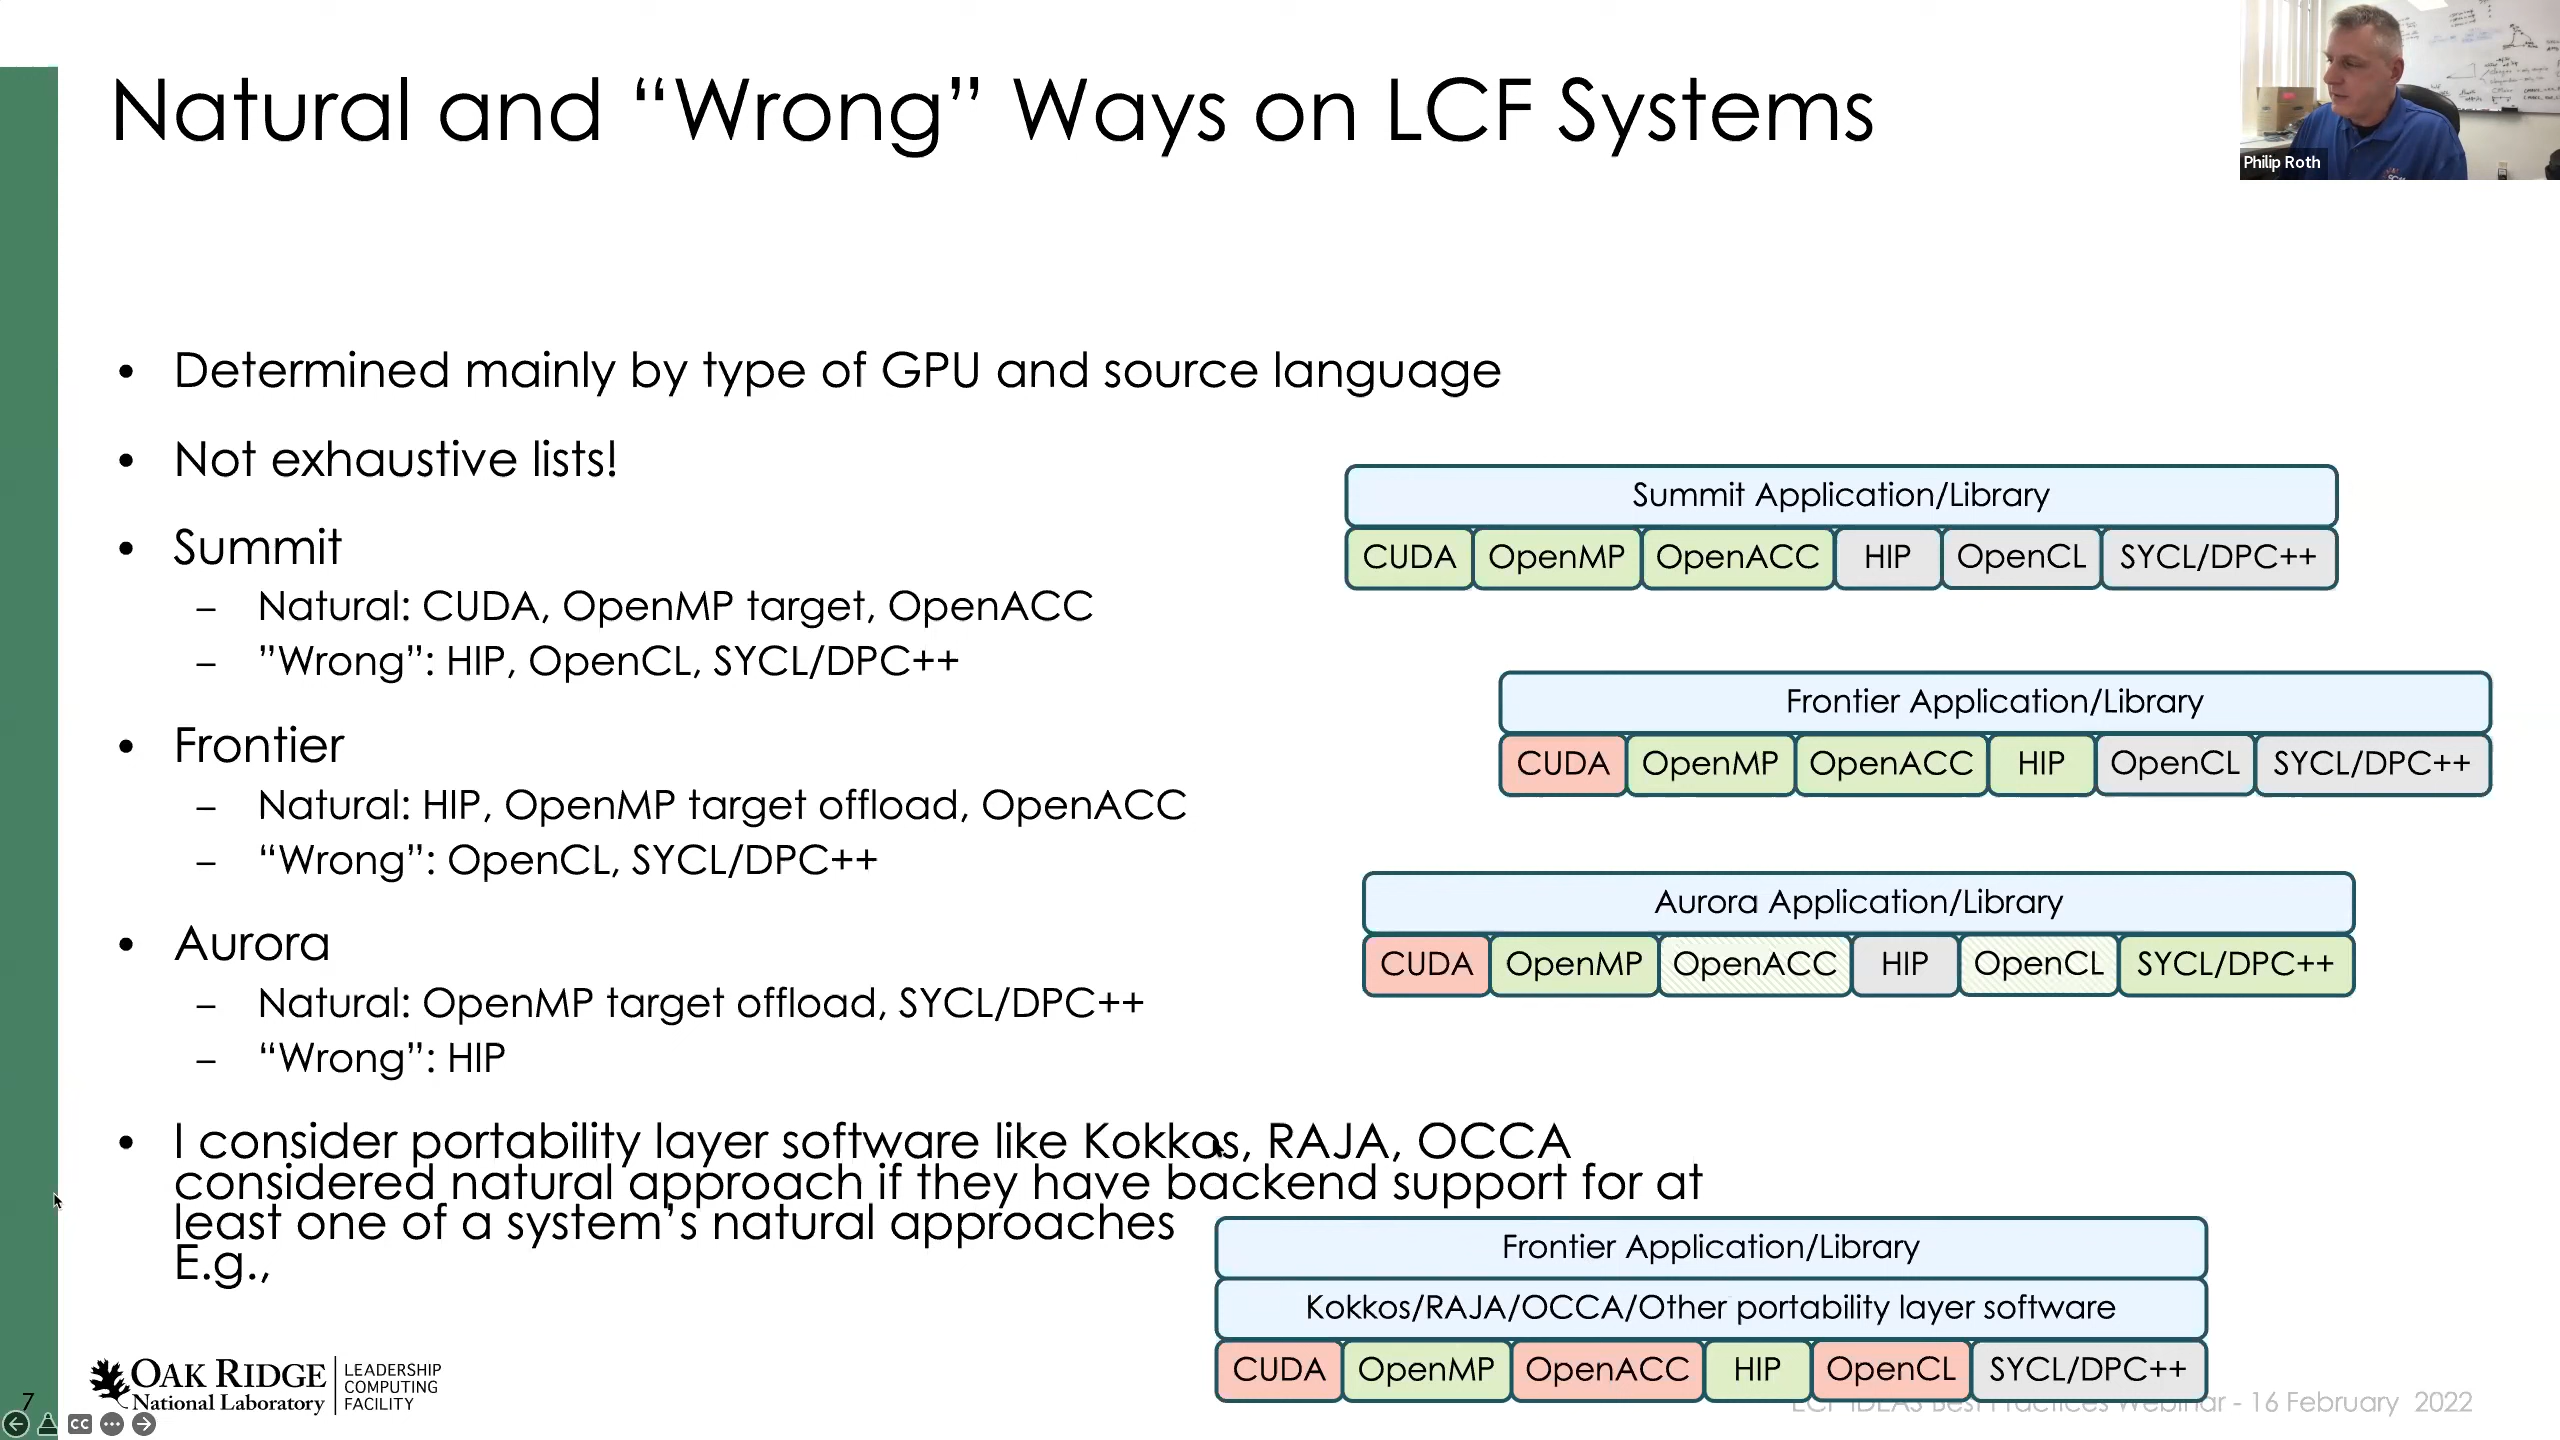 Natural and “Wrong” Ways on LCF Systems
Philip Roth
• Determined mainly by type of GPU and source language
• Not exhaustive lists!
• Summit
– Natural: CUDA, OpenMP target, OpenACC
– ”Wrong”: HIP, OpenCL, SYCL/DPC++
• Frontier
– Natural: HIP, OpenMP target offload, OpenACC
– “Wrong”: OpenCL, SYCL/DPC++
• Aurora
– Natural: OpenMP target offload, SYCL/DPC++
– “Wrong”: HIP
• I consider portability layer software like Kokkos, RAJA, OCCA
considered natural approach if they have backend support for at
least one of a system’s natural approaches
E.g.,
Summit Application/Library
CUDA OpenMP OpenACC HIP OpenCL SYCL/DPC++
Frontier Application/Library
CUDA OpenMP OpenACC HIP OpenCL SYCL/DPC++
Aurora Application/Library
CUDA OpenMP OpenACC HIP OpenCL SYCL/DPC++
Frontier Application/Library
Kokkos/RAJA/OCCA/Other portability layer software
CUDA OpenMP OpenACC HIP OpenCL SYCL/DPC++
OAK RIDGE
National Laboratory
LEADERSHIP
COMPUTING
FACILITY
7
CC
ECP IDEAS Best Practices Webinar - 16 February 2022